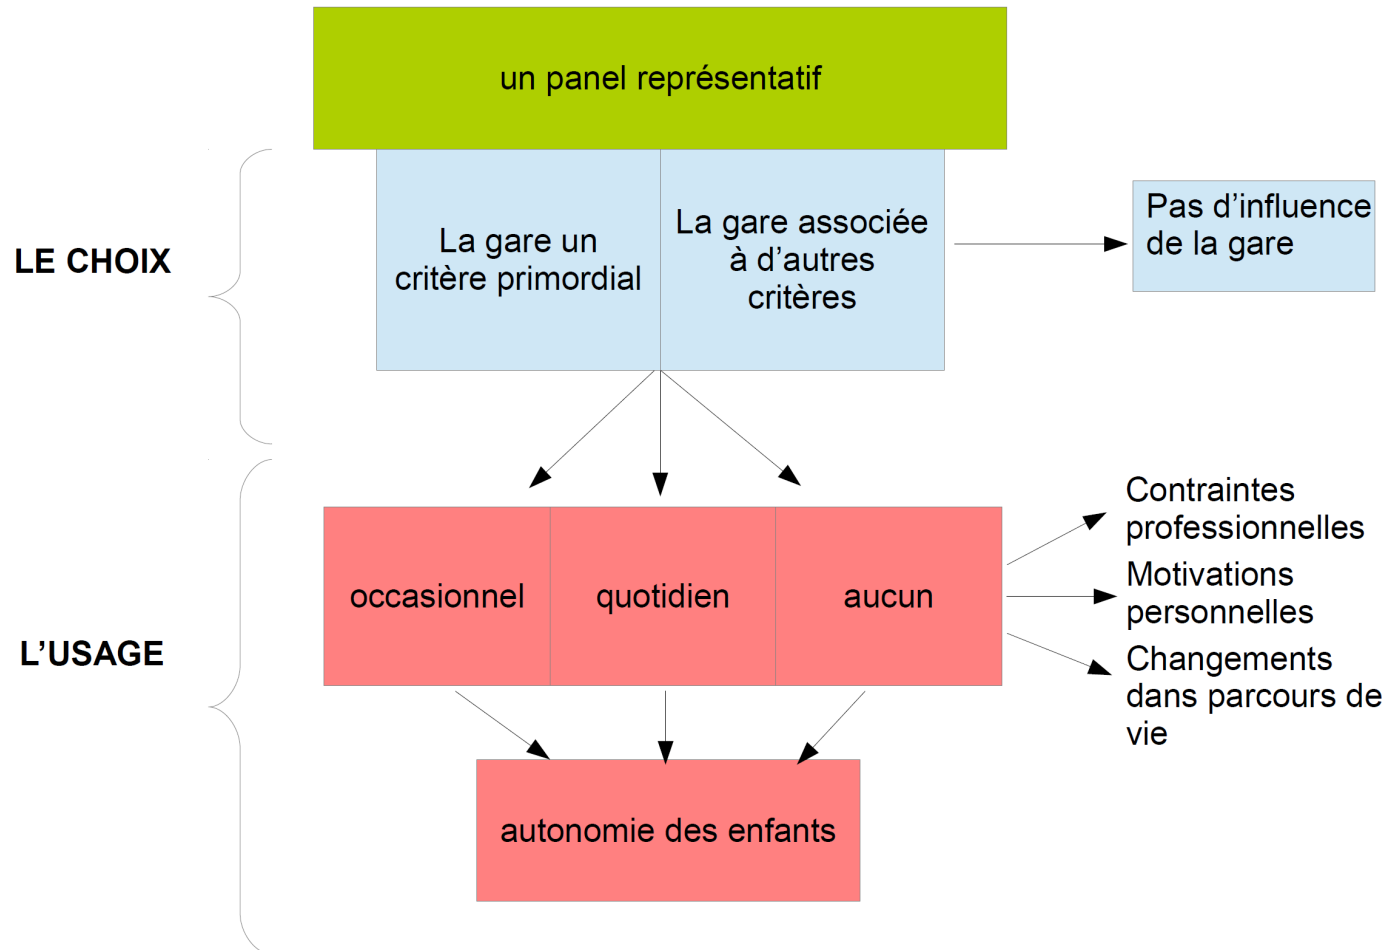 un panel représentatif
LE CHOIX
La gare un
critère primordial
La gare associée
à d’autres
critères
Pas d’influence
de la gare
L’USAGE
occasionnel
quotidien
aucun
Contraintes
professionnelles
Motivations
personnelles
Changements
dans parcours de
vie
autonomie des enfants